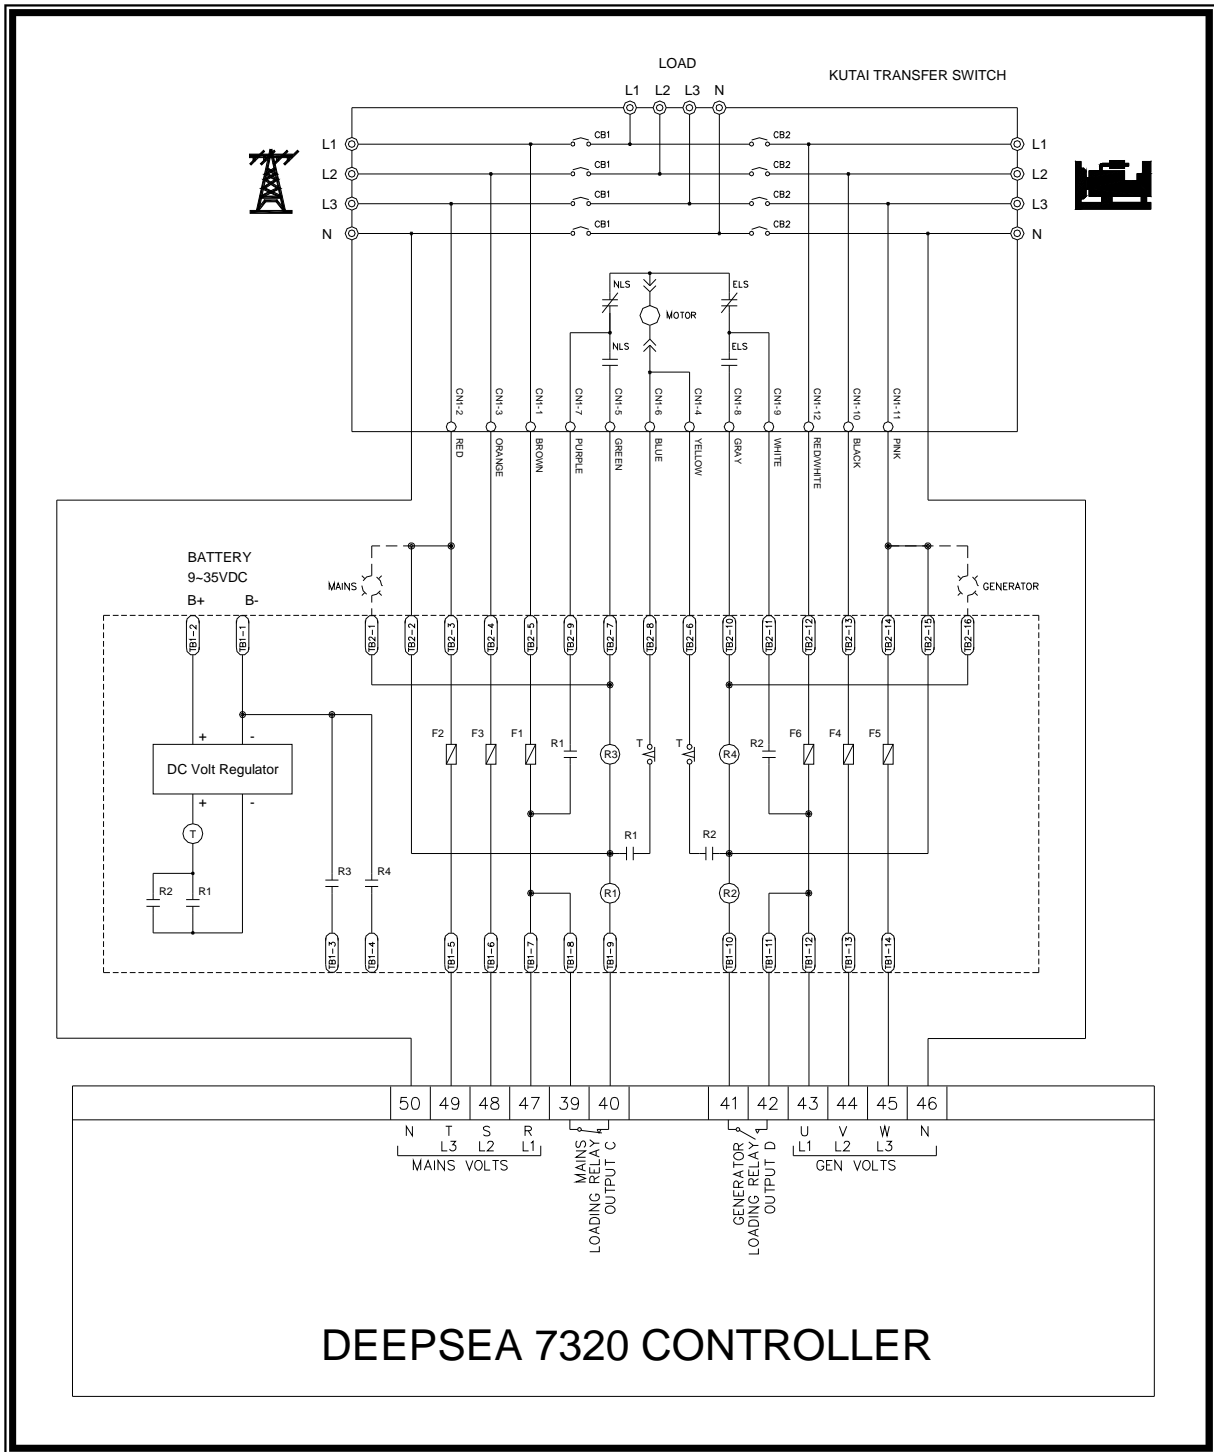 LOAD
KUTAI TRANSFER SWITCH
L1 L2 L3 N
L1 CB1 CB2 L1
L2 CB1 CB2 L2
L3 CB1 CB2 L3
N CB1 CB2 N
NLS ELS
MOTOR
NLS ELS
CN1-2 CN1-3 CN1-1 CN1-7 CN1-5 CN1-6 CN1-4 CN1-8 CN1-9 CN1-12 CN1-10 CN1-11
RED ORANGE BROWN PURPLE GREEN BLUE YELLOW GRAY WHITE RED/WHITE BLACK PINK
BATTERY
9~35VDC
B+ B-
MAINS GENERATOR
TB1-2 TB1-1 TB2-1 TB2-2 TB2-3 TB2-4 TB2-5 TB2-9 TB2-7 TB2-8 TB2-6 TB2-10 TB2-11 TB2-12 TB2-13 TB2-14 TB2-15 TB2-16
+ -
F2 F3 F1 R1 R3 T T R4 R2 F6 F4 F5
DC Volt Regulator
+ -
T
R1 R2
R3 R4
R2 R1
R1 R2
TB1-3 TB1-4 TB1-5 TB1-6 TB1-7 TB1-8 TB1-9 TB1-10 TB1-11 TB1-12 TB1-13 TB1-14
50 49 48 47 39 40 41 42 43 44 45 46
N T S R U V W N
L3 L2 L1 L1 L2 L3
MAINS VOLTS GEN VOLTS
MAINS
LOADING RELAY
OUTPUT C
GENERATOR
LOADING RELAY
OUTPUT D
DEEPSEA 7320 CONTROLLER